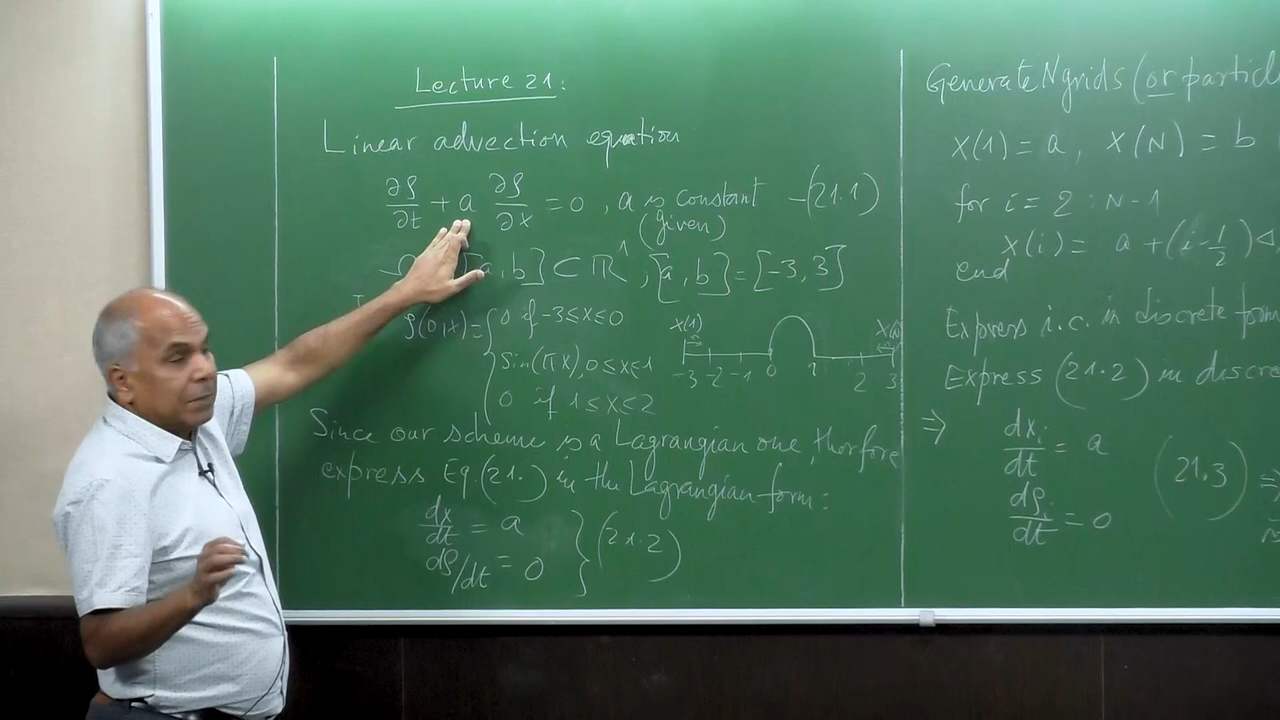 Lecture 21:
Linear advection equation
∂ρ/∂t + a ∂ρ/∂x = 0, a is constant -(21.1)
(given)
[a, b] ⊂ ℝ¹, [a, b] = [-3, 3]
ρ(0,x) = { 0 if -3≤x≤0
sin(πx), 0≤x≤1
0 if 1≤x≤2
X(1)
-3 -2 -1 0 1 2 3
Since our scheme is a Lagrangian one, thorfore
express Eq.(21. ) in the Lagrangian form:
dx/dt = a
dρ/dt = 0 } (21.2)
Generate N grids (or particl
X(1) = a, X(N) = b
for i = 2 : N-1
X(i) = a + (i-1/2)
end
Express i.c. in discrete form
Express (21.2) in discre
⇒ dxᵢ/dt = a
dρᵢ/dt = 0 (21.3) ⇒